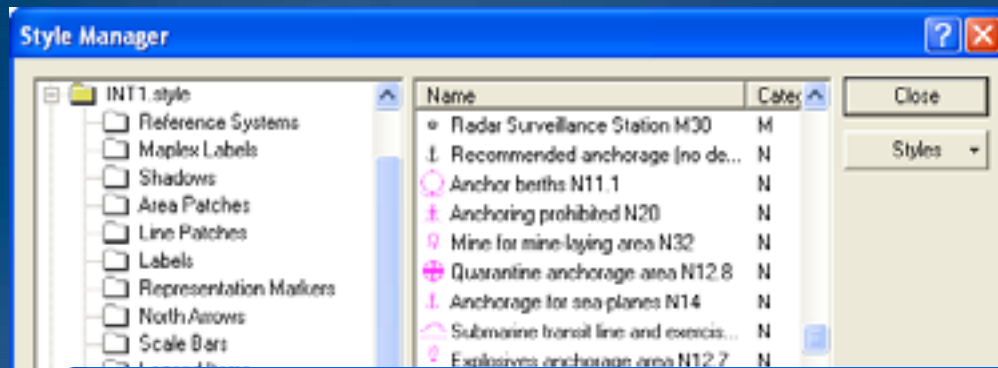 Style Manager
INT1.style
Reference Systems
Maplex Labels
Shadows
Area Patches
Line Patches
Labels
Representation Markers
North Arrows
Scale Bars
Legend Items
Name Categ
Radar Surveillance Station M30 M
Recommended anchorage (no de... N
Anchor berths N11.1 N
Anchoring prohibited N20 N
Mine for mine-laying area N32 N
Quarantine anchorage area N12.8 N
Anchorage for sea-planes N14 N
Submarine transit line and exercis... N
Explosives anchorage area N12.7 N
Close
Styles